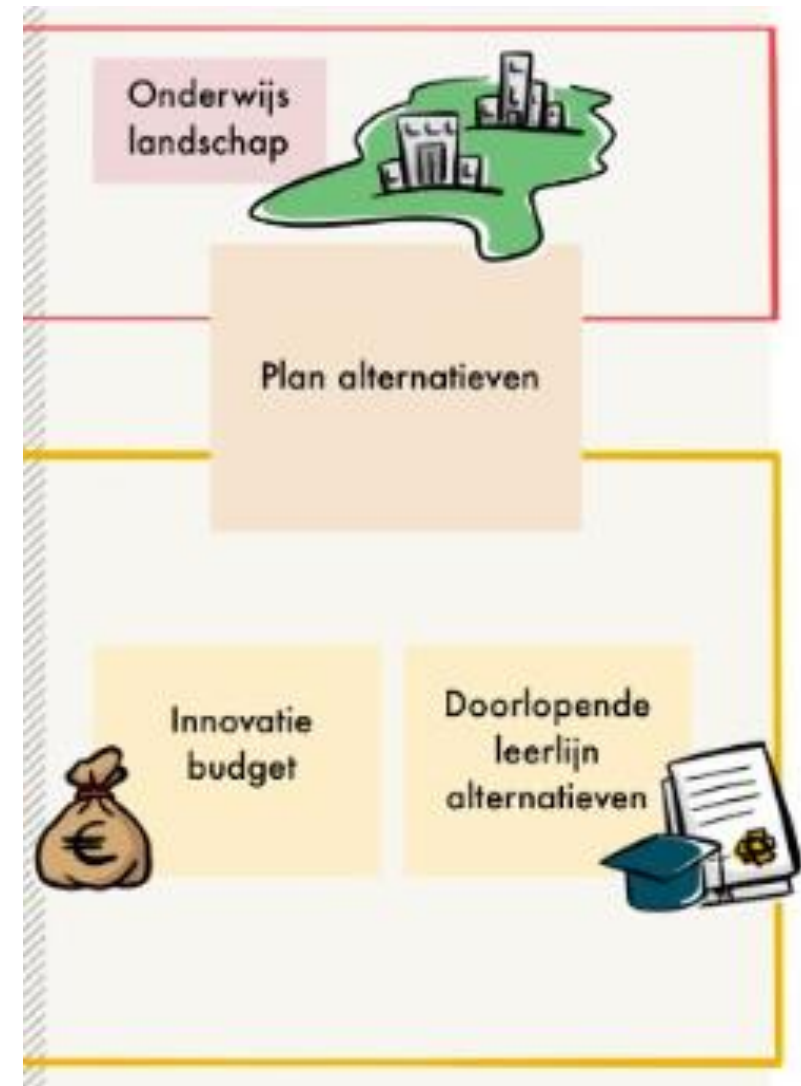 Onderwijs
landschap
Plan alternatieven
Innovatie
budget
Doorlopende
leerlijn
alternatieven
€